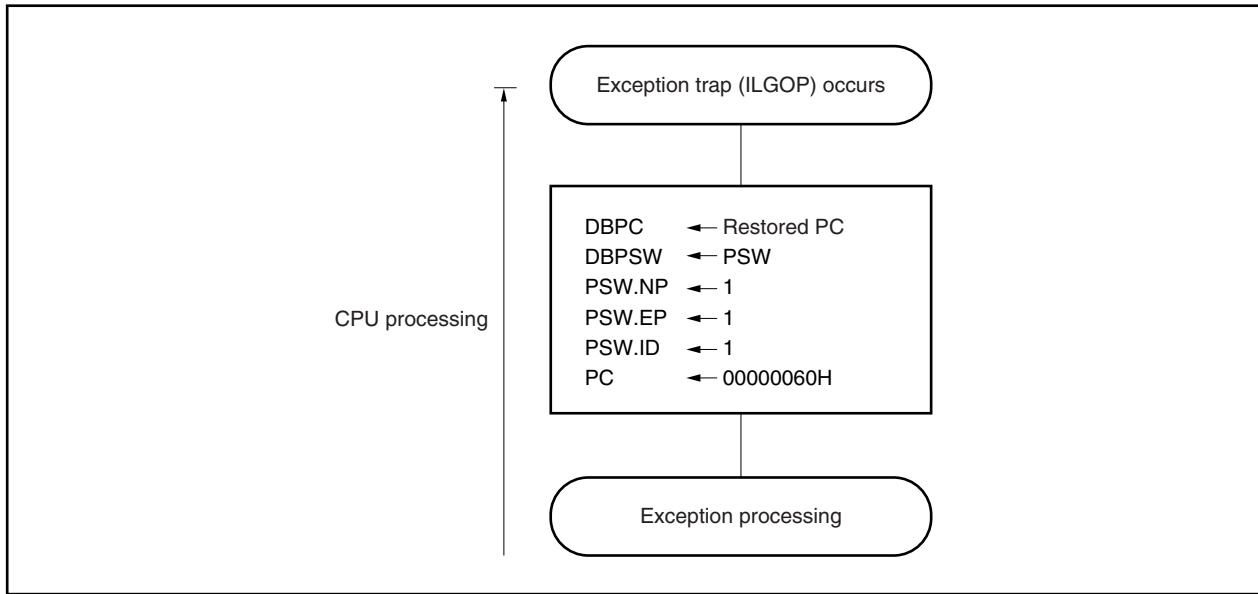 Exception trap (ILGOP) occurs
DBPC ← Restored PC
DBPSW ← PSW
PSW.NP ← 1
PSW.EP ← 1
CPU processing
PSW.ID ← 1
PC ← 00000060H
Exception processing